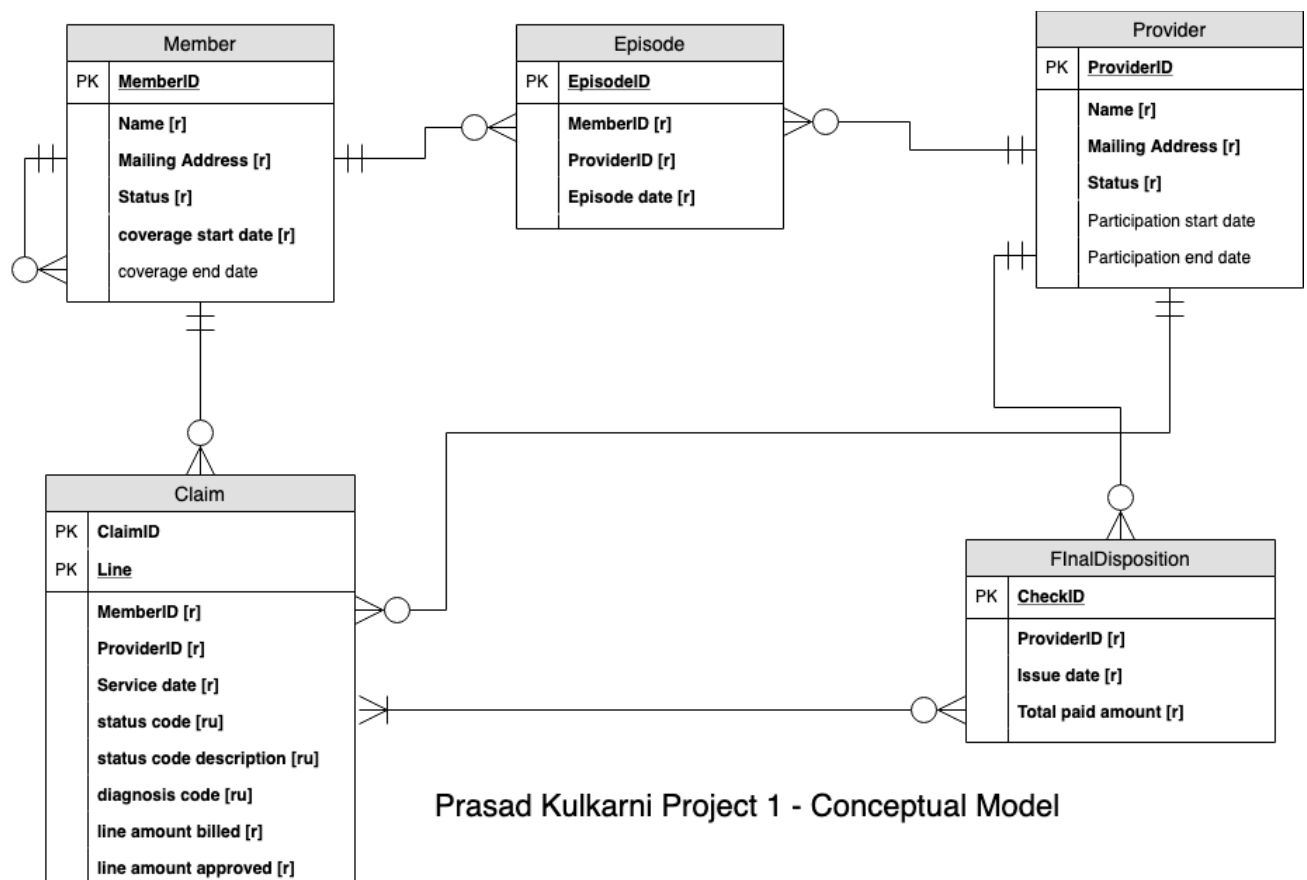 Member
PK MemberID
Name [r]
Mailing Address [r]
Status [r]
coverage start date [r]
coverage end date
Episode
PK EpisodeID
MemberID [r]
ProviderID [r]
Episode date [r]
Provider
PK ProviderID
Name [r]
Mailing Address [r]
Status [r]
Participation start date
Participation end date
Claim
PK ClaimID
PK Line
MemberID [r]
ProviderID [r]
Service date [r]
status code [ru]
status code description [ru]
diagnosis code [ru]
line amount billed [r]
line amount approved [r]
FInalDisposition
PK CheckID
ProviderID [r]
Issue date [r]
Total paid amount [r]
Prasad Kulkarni Project 1 - Conceptual Model